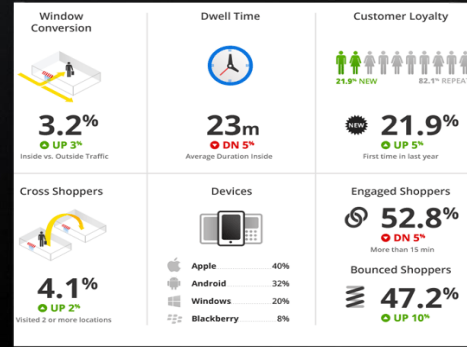 Window
Conversion
3.2%
UP 3%
Inside vs. Outside Traffic
Dwell Time
23m
DN 5%
Average Duration Inside
Customer Loyalty
21.9% NEW
82.1% REPEAT
NEW
21.9%
UP 5%
First time in last year
Cross Shoppers
4.1%
UP 2%
Visited 2 or more locations
Devices
Apple 40%
Android 32%
Windows 20%
Blackberry 8%
Engaged Shoppers
52.8%
DN 5%
More than 15 min
Bounced Shoppers
47.2%
UP 10%